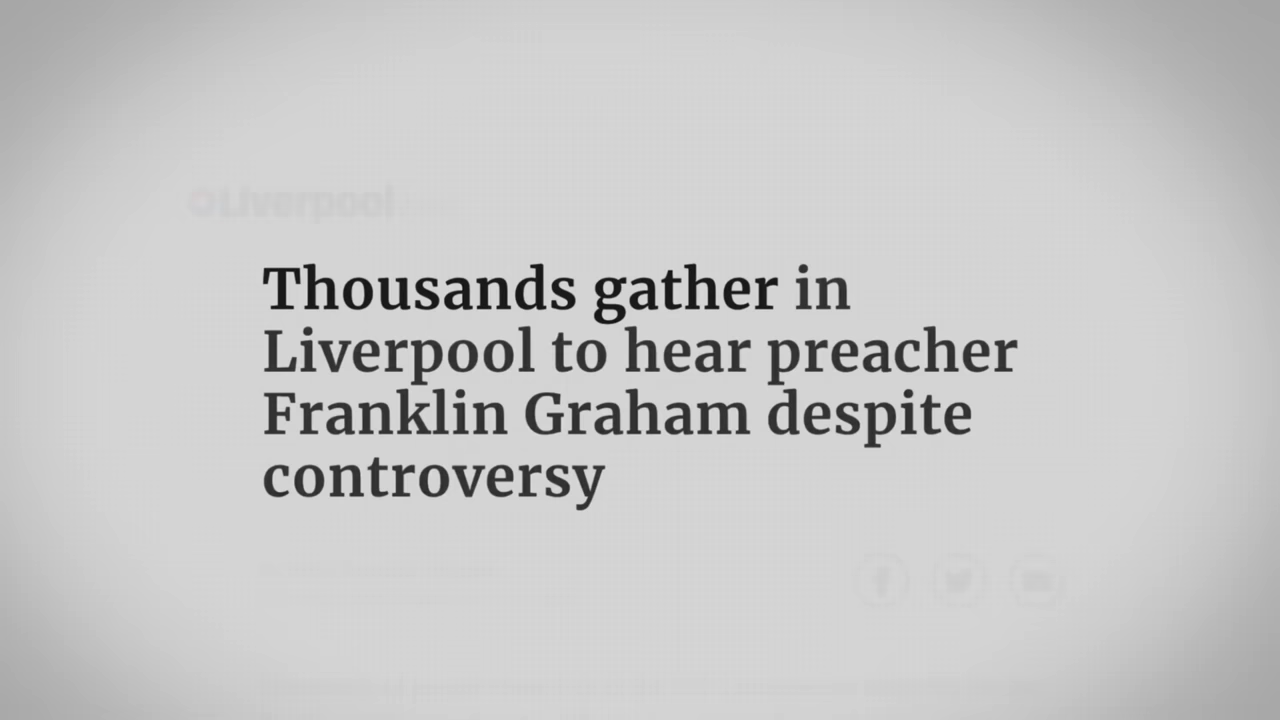 Liverpool
Thousands gather in
Liverpool to hear preacher
Franklin Graham despite
controversy